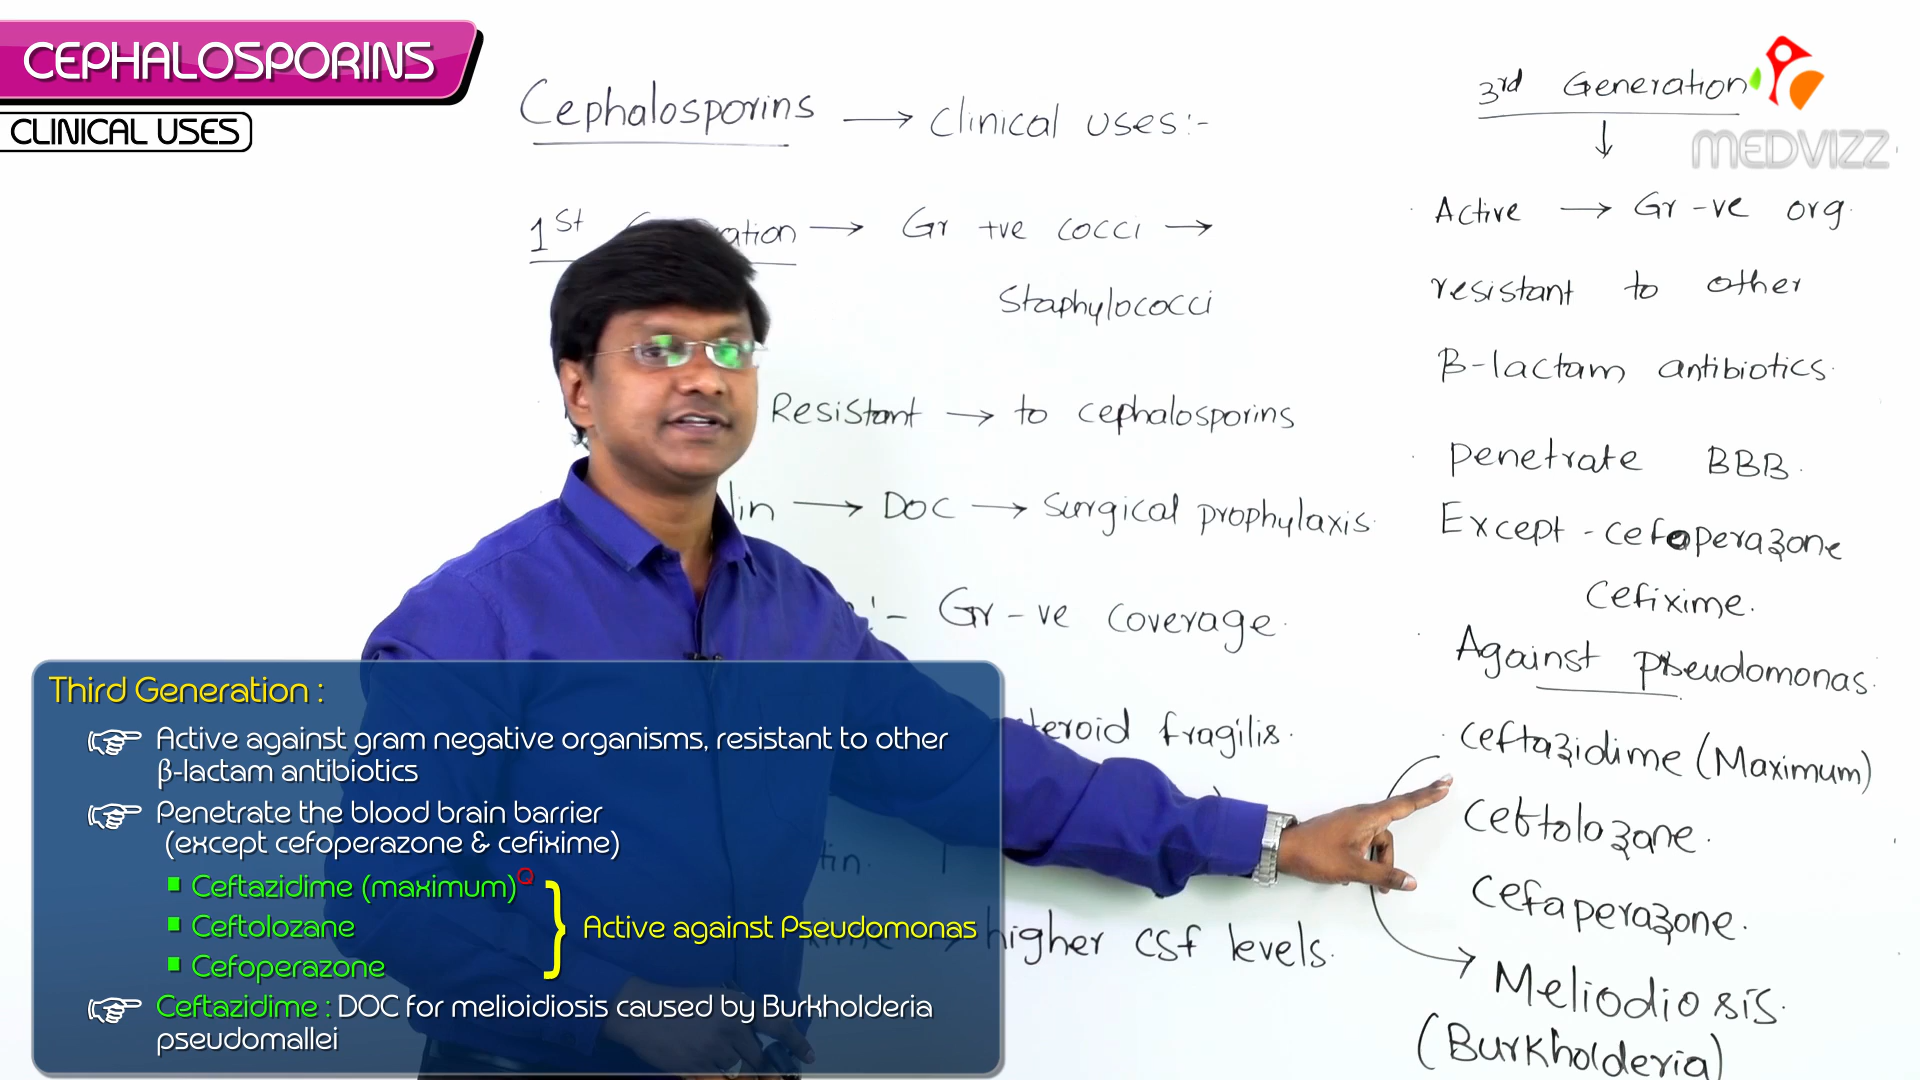 CEPHALOSPORINS
CLINICAL USES
Cephalosporins → Clinical uses:-
1st ation → Gr +ve cocci →
Staphylococci
Resistant → to cephalosporins
lin → DOC → Surgical prophylaxis
:- Gr -ve coverage
teroid fragilis.
tin.
→ higher CSF levels.
3rd Generation
↓
MEDVIZZ
Active → Gr -ve org.
resistant to other
β-lactam antibiotics.
Penetrate BBB.
Except - cefoperazone
Cefixime.
Against Pseudomonas.
Ceftazidime (Maximum)
Ceftolozane.
Cefaperazone.
Meliodiosis.
(Burkholderia)
Third Generation :
Active against gram negative organisms, resistant to other
β-lactam antibiotics
Penetrate the blood brain barrier
(except cefoperazone & cefixime)
Ceftazidime (maximum)Q
Ceftolozane
Cefoperazone
Active against Pseudomonas
Ceftazidime : DOC for melioidiosis caused by Burkholderia
pseudomallei